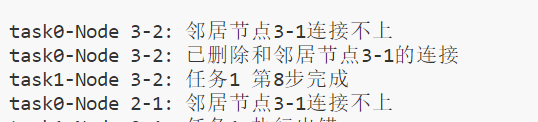 task0-Node 3-2: 邻居节点3-1连接不上
task0-Node 3-2: 已删除和邻居节点3-1的连接
task1-Node 3-2: 任务1 第8步完成
task0-Node 2-1: 邻居节点3-1连接不上